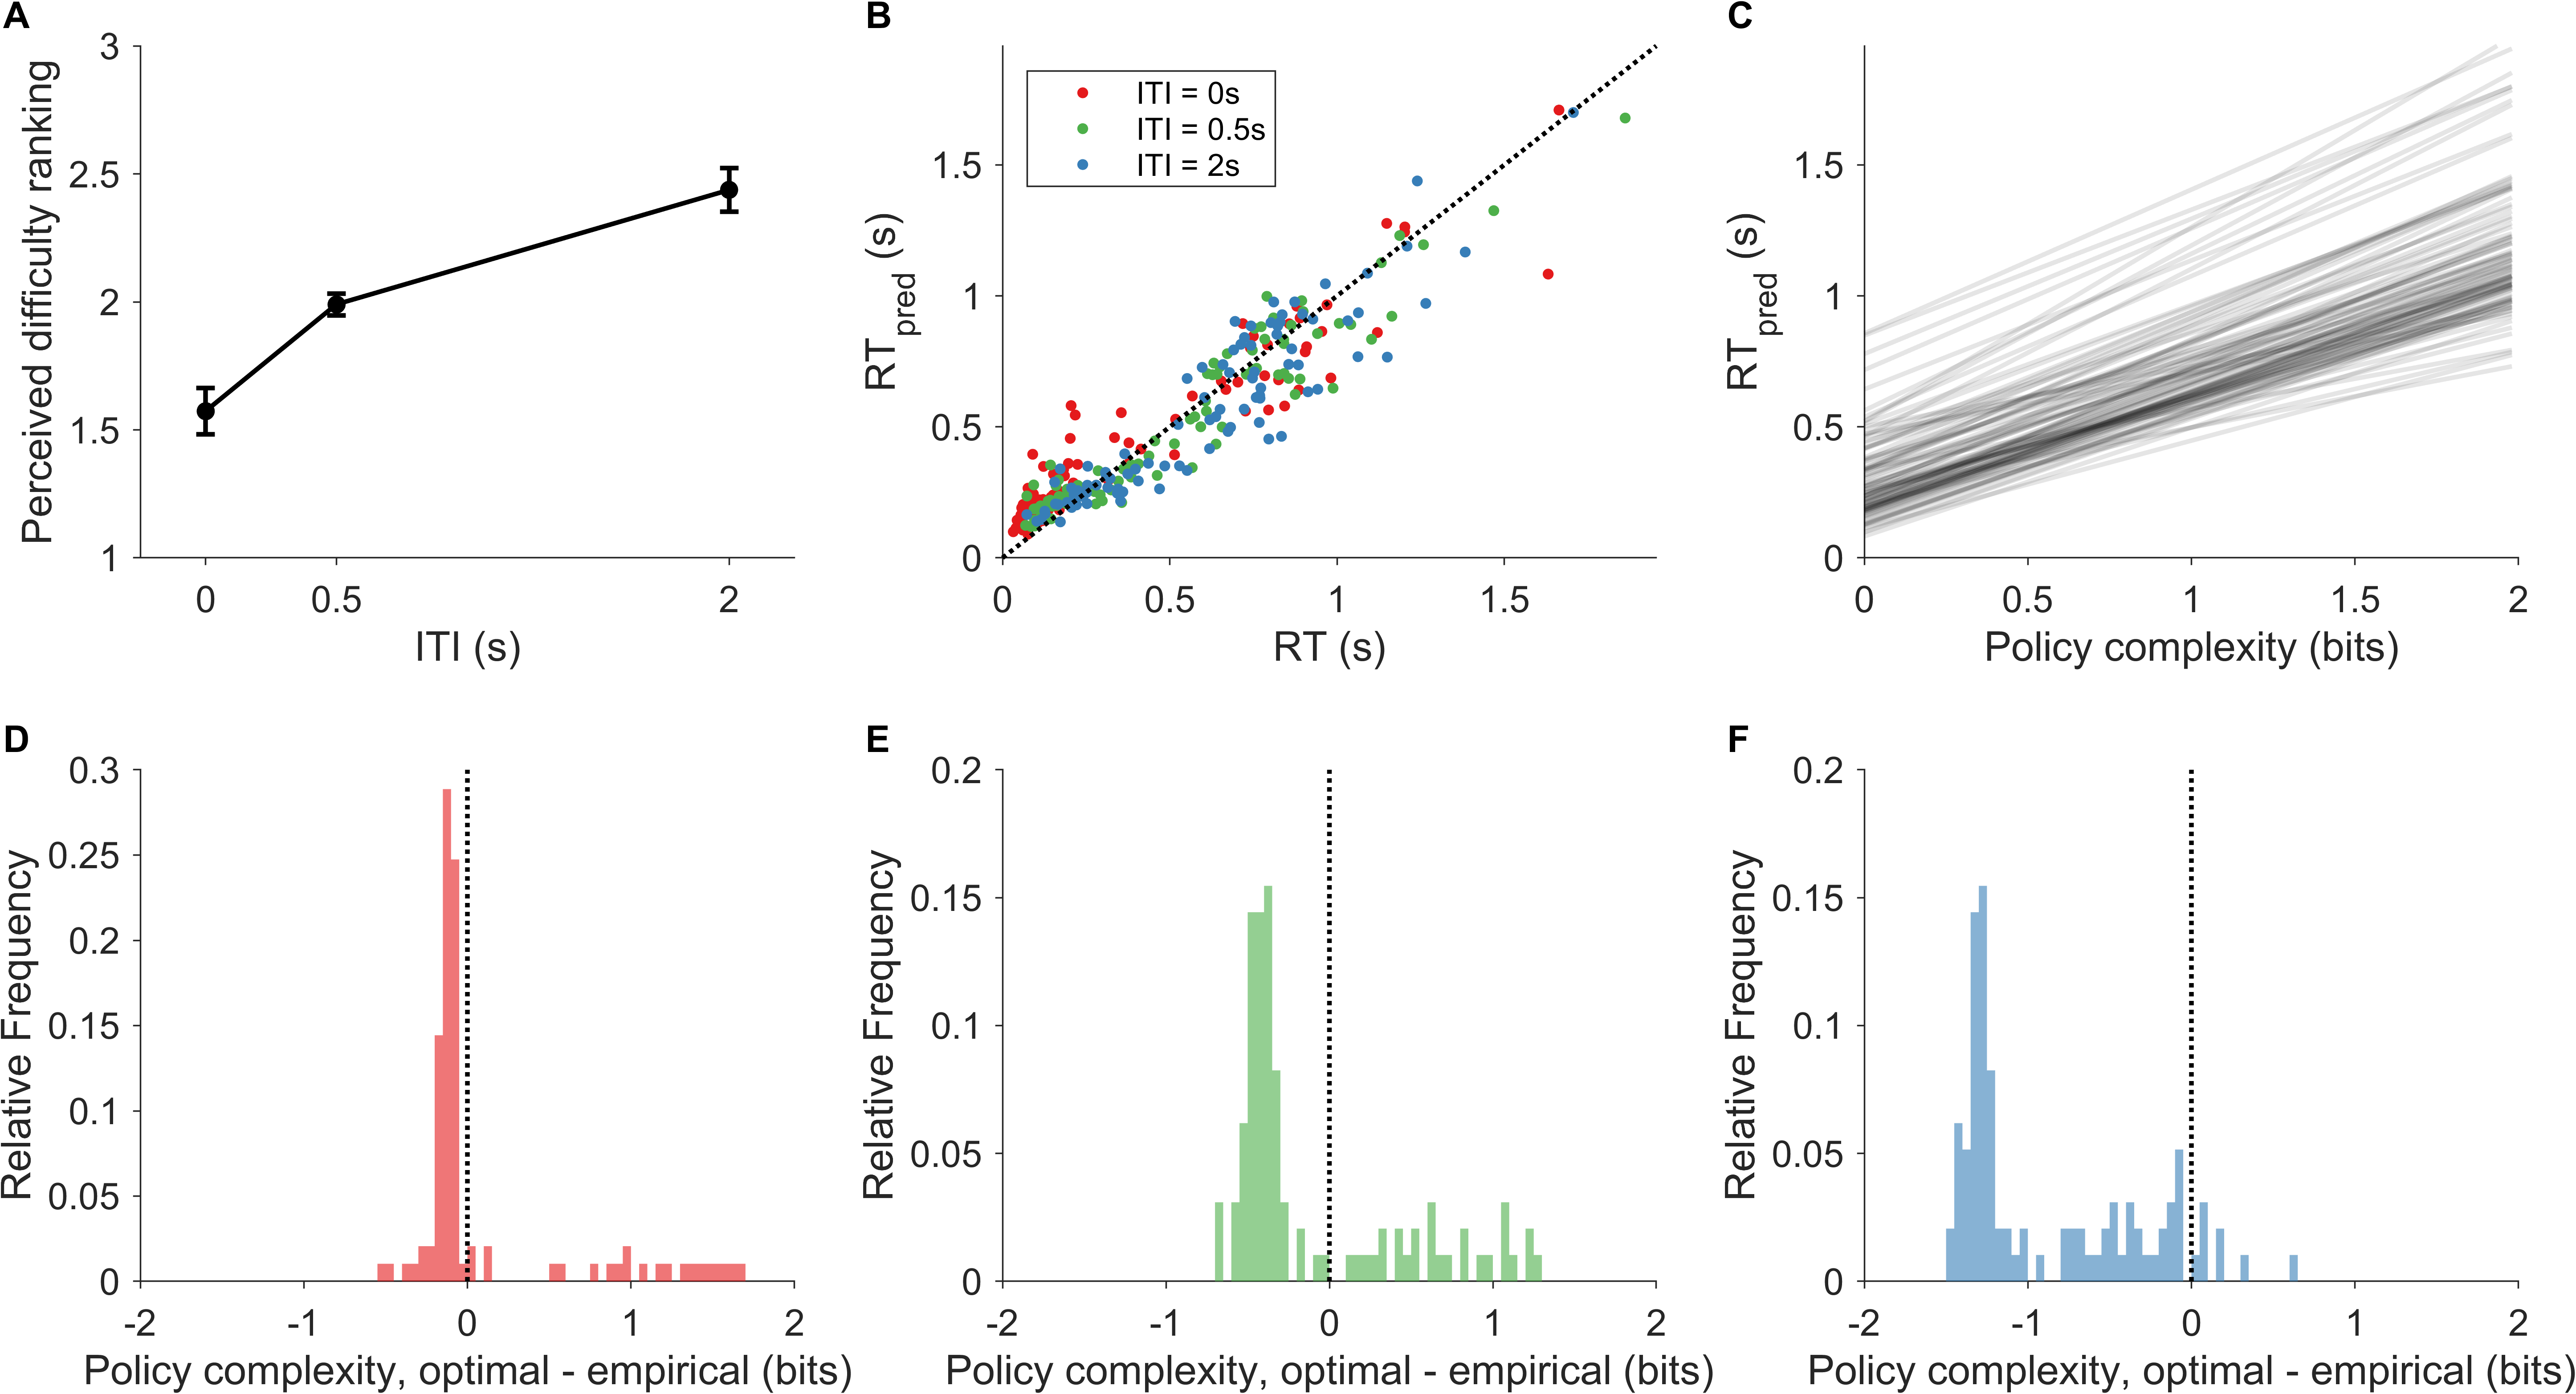 A
Perceived difficulty ranking
3
2.5
2
1.5
1
0
0.5
2
ITI (s)
B
RTpred (s)
1.5
1
0.5
0
ITI = 0s
ITI = 0.5s
ITI = 2s
0
0.5
1
1.5
RT (s)
C
RTpred (s)
1.5
1
0.5
0
0
0.5
1
1.5
2
Policy complexity (bits)
D
Relative Frequency
0.3
0.25
0.2
0.15
0.1
0.05
0
-2
-1
0
1
2
Policy complexity, optimal - empirical (bits)
E
Relative Frequency
0.2
0.15
0.1
0.05
0
-2
-1
0
1
2
Policy complexity, optimal - empirical (bits)
F
Relative Frequency
0.2
0.15
0.1
0.05
0
-2
-1
0
1
2
Policy complexity, optimal - empirical (bits)